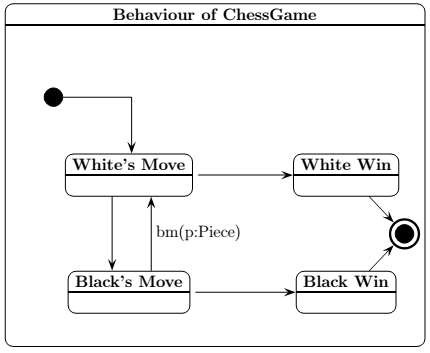 Behaviour of ChessGame
White's Move
White Win
bm(p:Piece)
Black's Move
Black Win